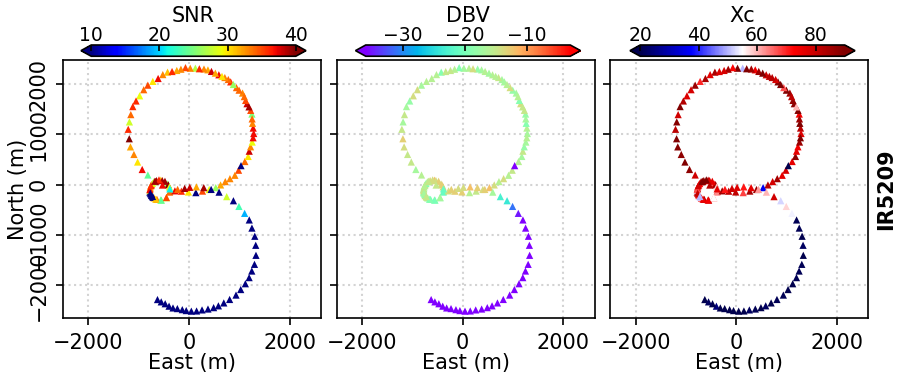 SNR DBV Xc
10 20 30 40 −30 −20 −10 20 40 60 80
North (m)
2000
1000
0
−1000
−2000
−2000 0 2000 −2000 0 2000 −2000 0 2000
East (m) East (m) East (m)
IR5209